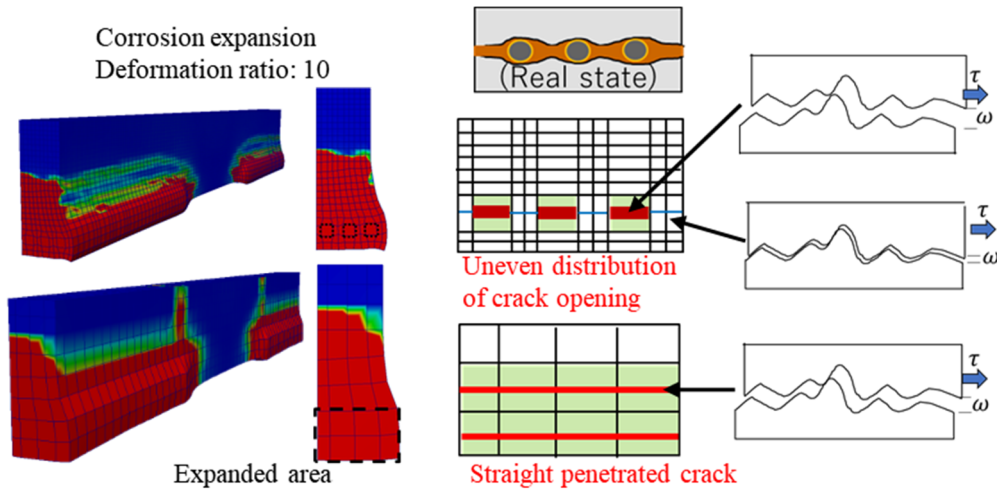 Corrosion expansion
Deformation ratio: 10
(Real state)
τ
ω
Uneven distribution
of crack opening
τ
ω
τ
ω
Expanded area
Straight penetrated crack